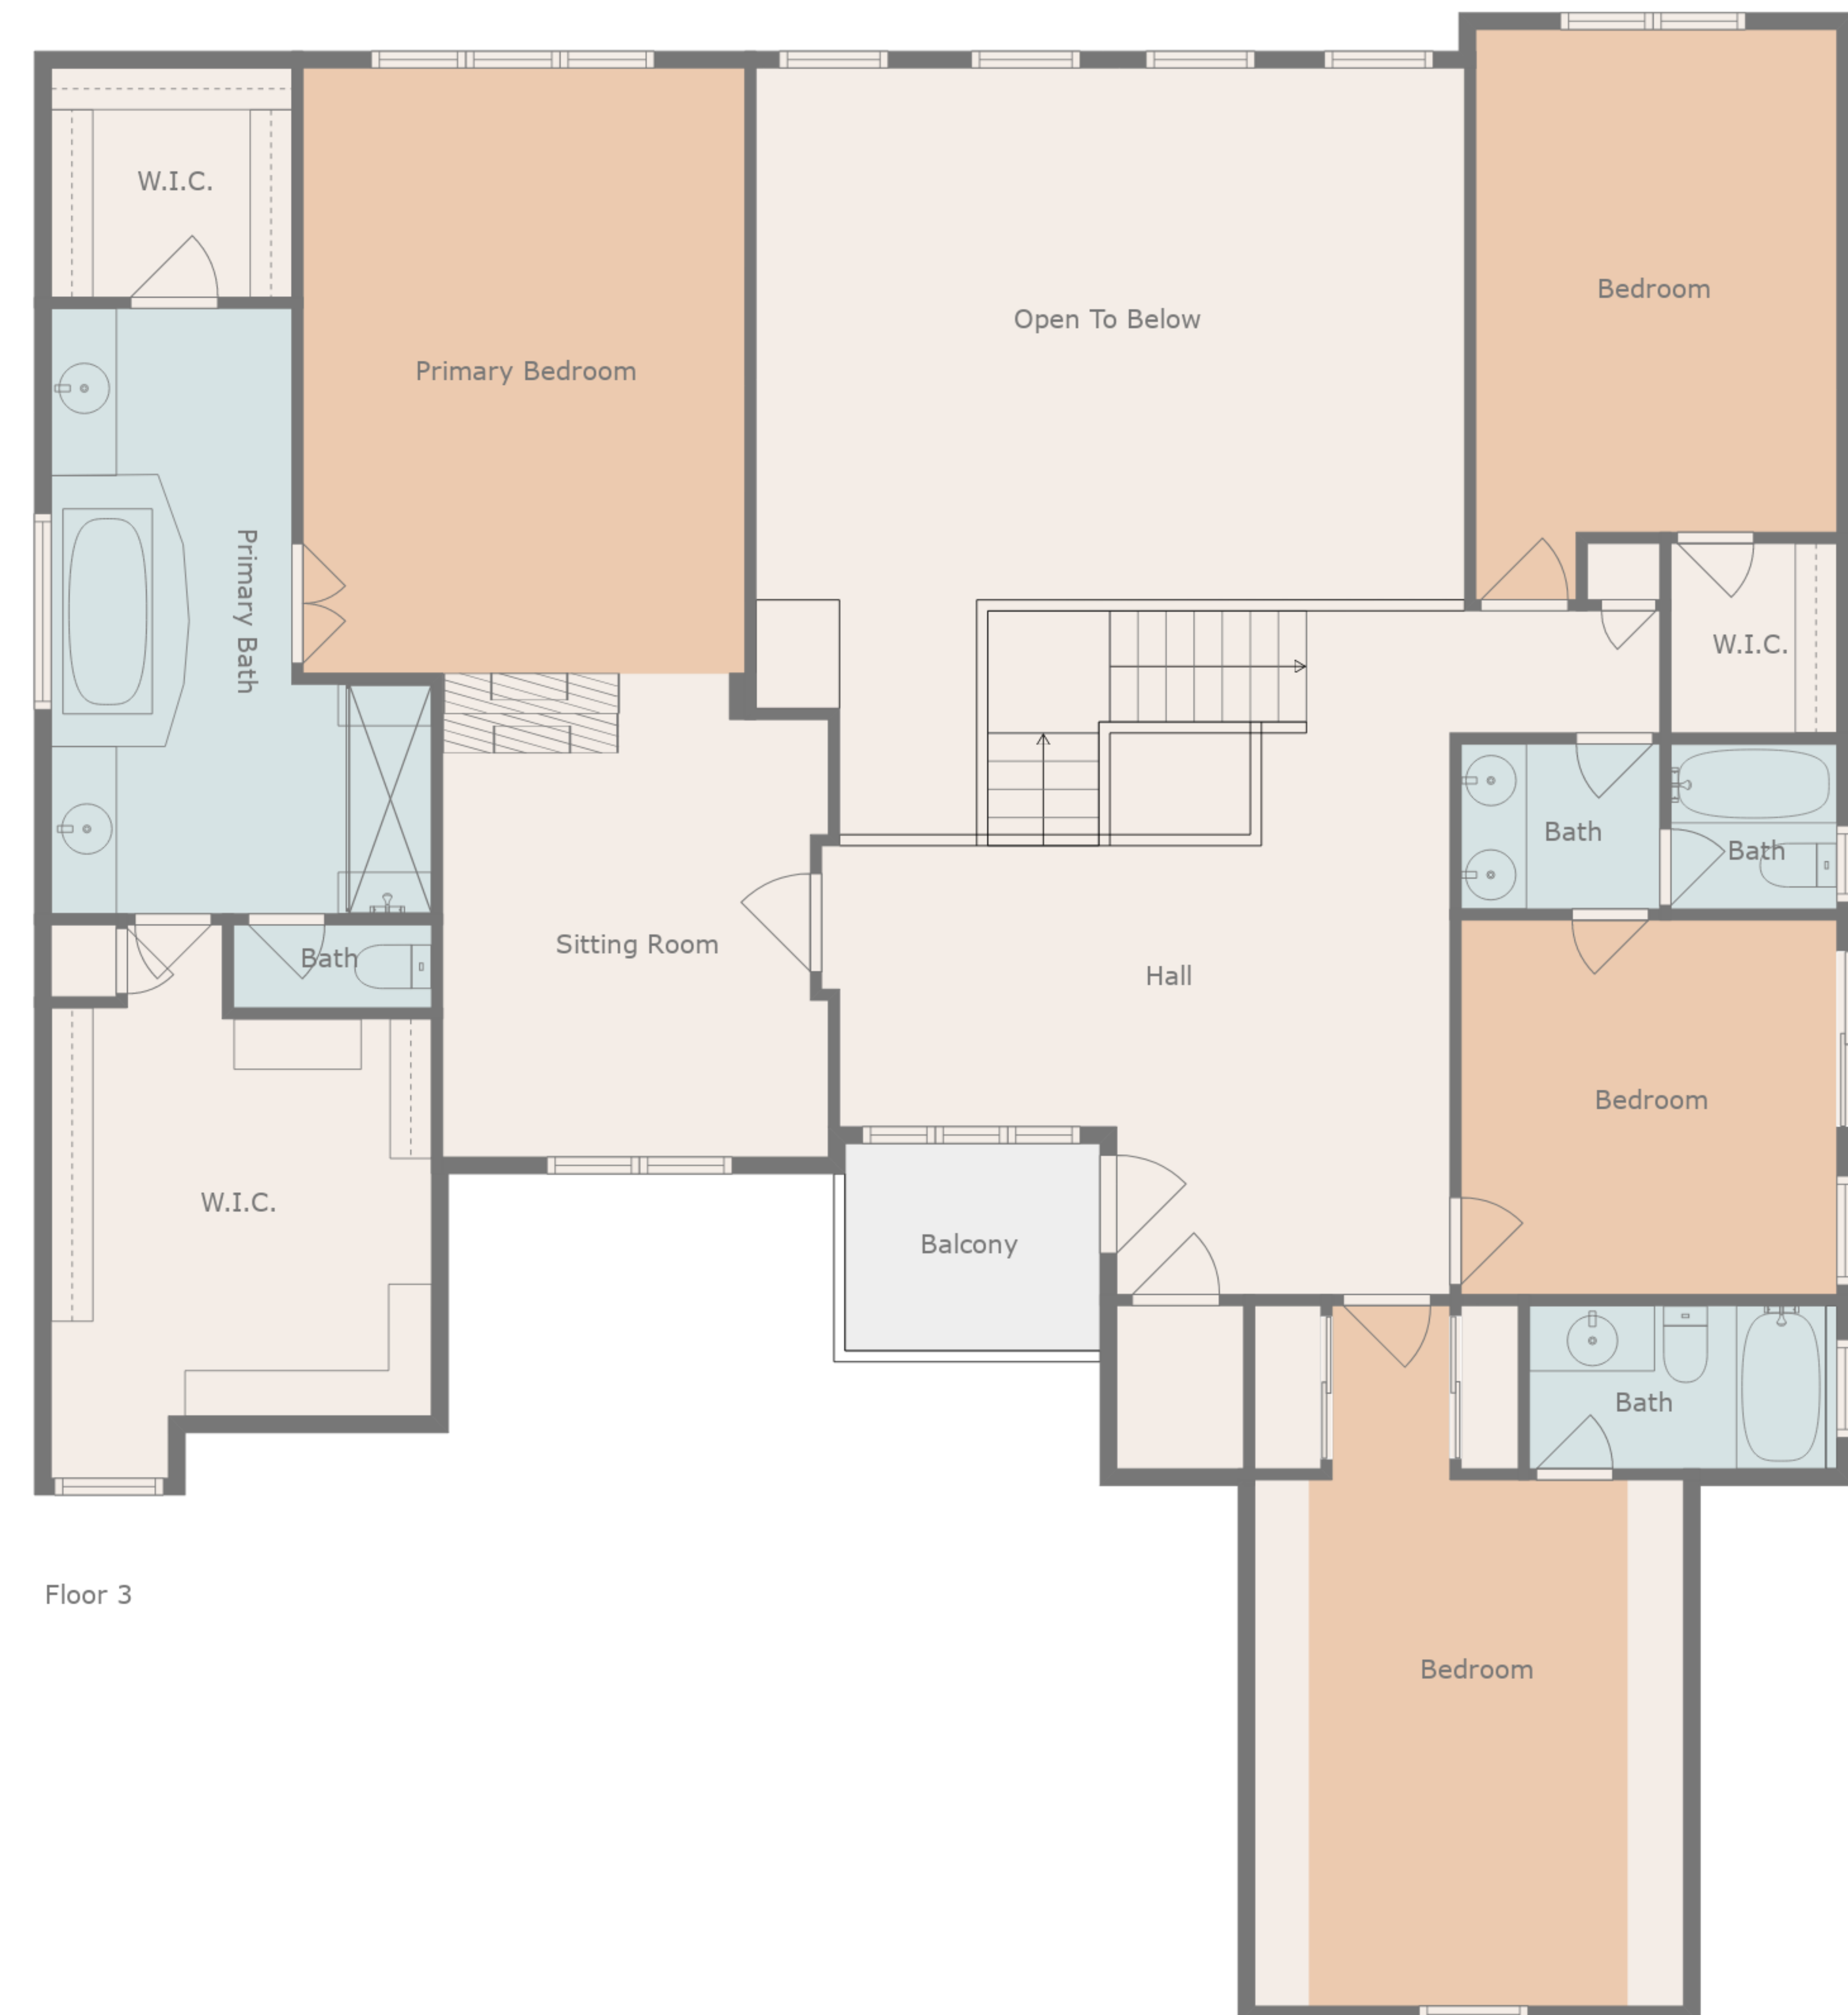 W.I.C.
Bedroom
Open To Below
Primary Bedroom
Primary Bath
W.I.C.
Bath
Bath
Sitting Room
Bath
Hall
Bedroom
W.I.C.
Balcony
Bath
Floor 3
Bedroom